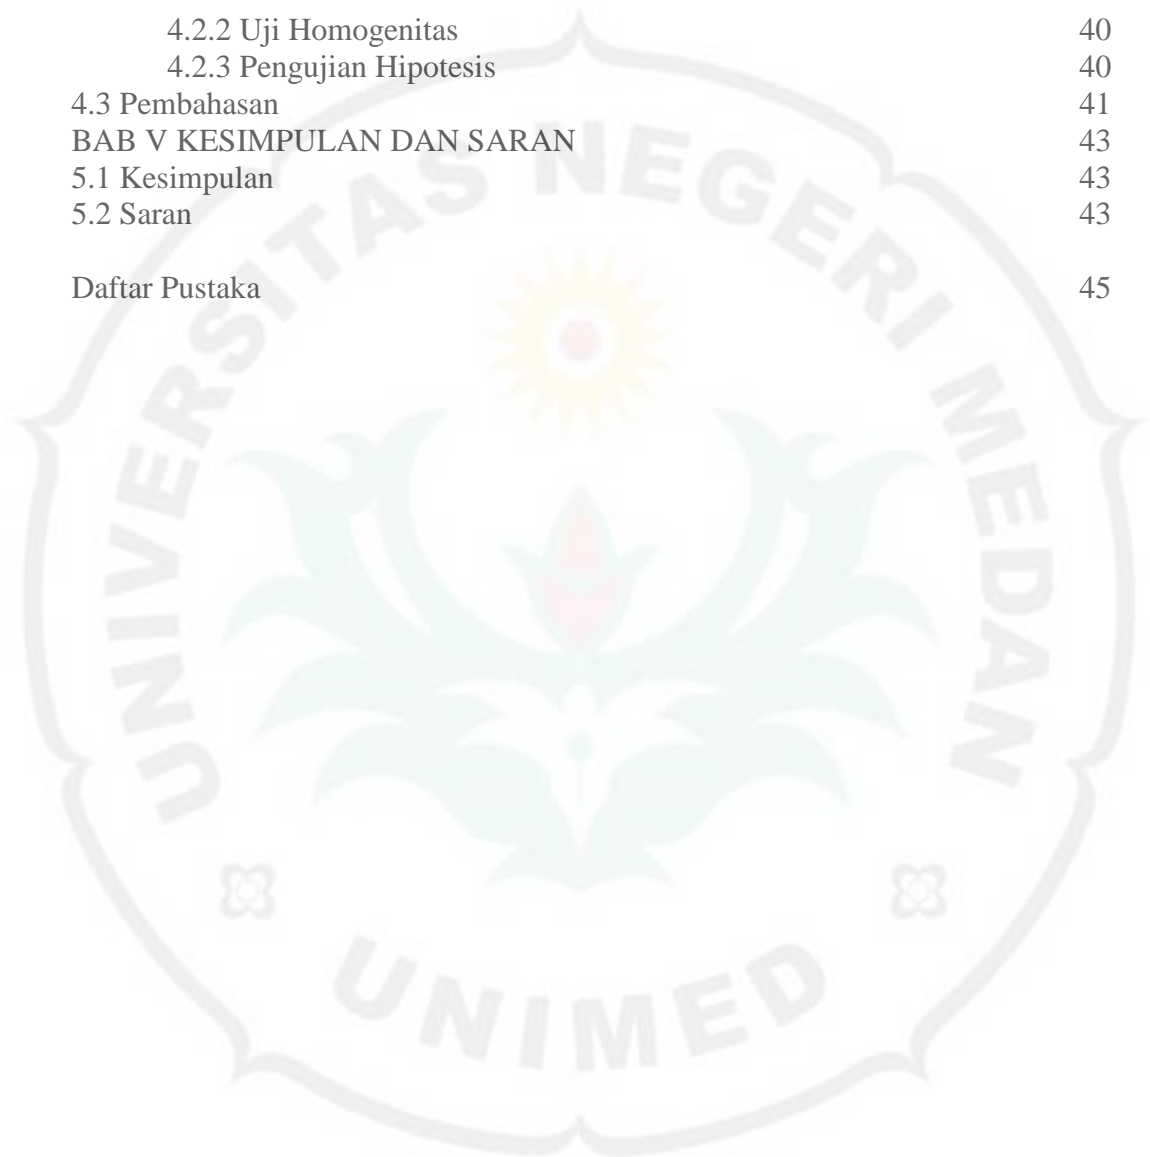 4.2.2 Uji Homogenitas 40
4.2.3 Pengujian Hipotesis 40
4.3 Pembahasan 41
BAB V KESIMPULAN DAN SARAN 43
5.1 Kesimpulan 43
5.2 Saran 43
Daftar Pustaka 45
UNIVERSITAS NEGERI MEDAN
UNIMED